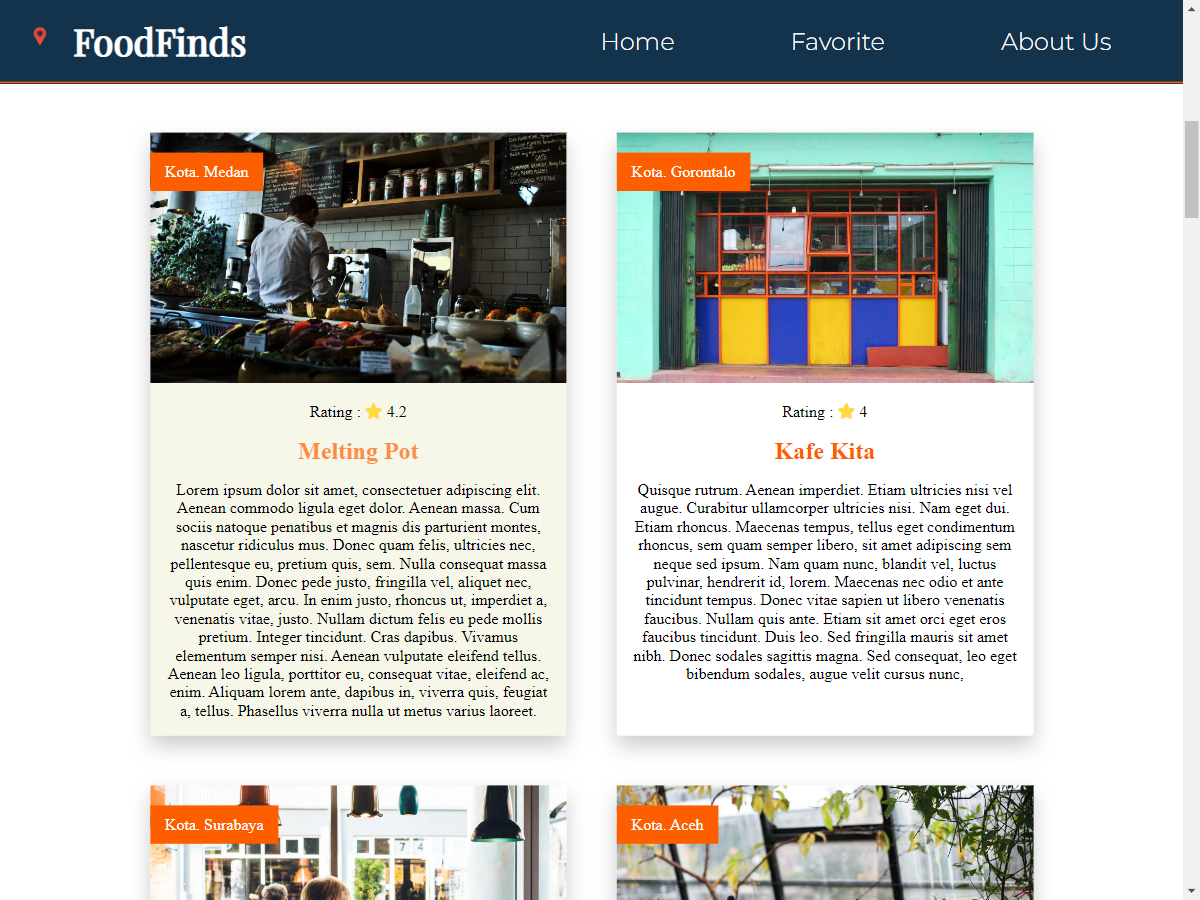 FoodFinds
Home
Favorite
About Us
Kota. Medan
Rating : 4.2
Melting Pot
Lorem ipsum dolor sit amet, consectetuer adipiscing elit.
Aenean commodo ligula eget dolor. Aenean massa. Cum
sociis natoque penatibus et magnis dis parturient montes,
nascetur ridiculus mus. Donec quam felis, ultricies nec,
pellentesque eu, pretium quis, sem. Nulla consequat massa
quis enim. Donec pede justo, fringilla vel, aliquet nec,
vulputate eget, arcu. In enim justo, rhoncus ut, imperdiet a,
venenatis vitae, justo. Nullam dictum felis eu pede mollis
pretium. Integer tincidunt. Cras dapibus. Vivamus
elementum semper nisi. Aenean vulputate eleifend tellus.
Aenean leo ligula, porttitor eu, consequat vitae, eleifend ac,
enim. Aliquam lorem ante, dapibus in, viverra quis, feugiat
a, tellus. Phasellus viverra nulla ut metus varius laoreet.
Kota. Gorontalo
Rating : 4
Kafe Kita
Quisque rutrum. Aenean imperdiet. Etiam ultricies nisi vel
augue. Curabitur ullamcorper ultricies nisi. Nam eget dui.
Etiam rhoncus. Maecenas tempus, tellus eget condimentum
rhoncus, sem quam semper libero, sit amet adipiscing sem
neque sed ipsum. Nam quam nunc, blandit vel, luctus
pulvinar, hendrerit id, lorem. Maecenas nec odio et ante
tincidunt tempus. Donec vitae sapien ut libero venenatis
faucibus. Nullam quis ante. Etiam sit amet orci eget eros
faucibus tincidunt. Duis leo. Sed fringilla mauris sit amet
nibh. Donec sodales sagittis magna. Sed consequat, leo eget
bibendum sodales, augue velit cursus nunc,
Kota. Surabaya
7 4
Kota. Aceh